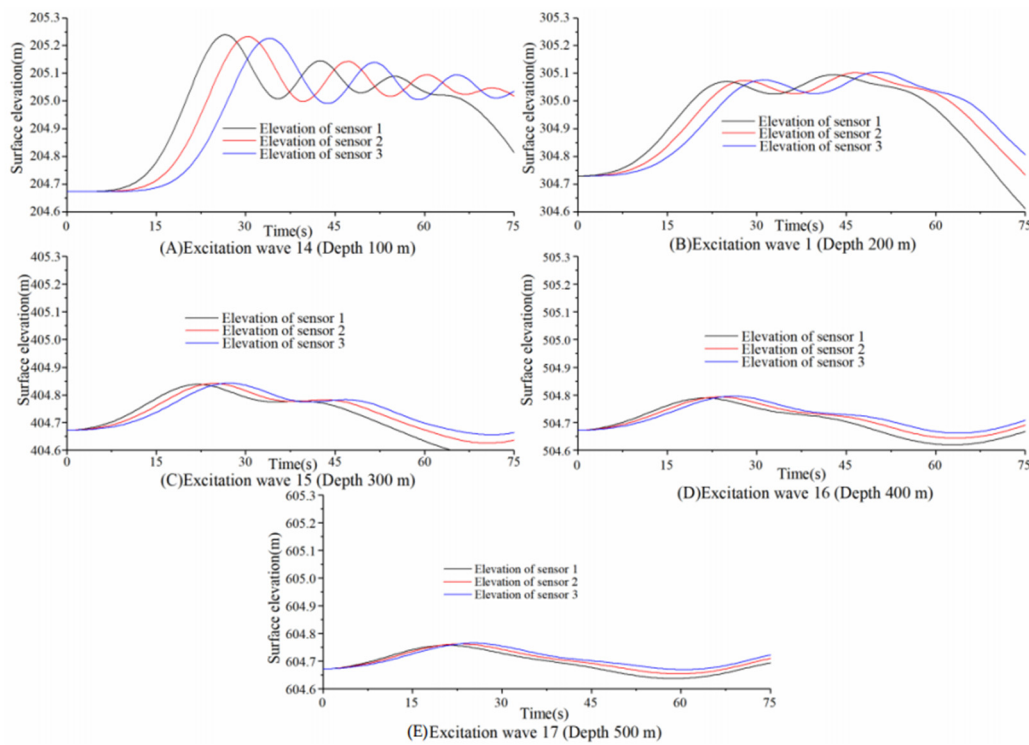 205.3
205.2
205.1
205.0
204.9
204.8
204.7
204.6
Surface elevation(m)
Elevation of sensor 1
Elevation of sensor 2
Elevation of sensor 3
0 15 30 45 60 75
Time(s)
(A)Excitation wave 14 (Depth 100 m)
305.3
305.2
305.1
305.0
304.9
304.8
304.7
304.6
Surface elevation(m)
Elevation of sensor 1
Elevation of sensor 2
Elevation of sensor 3
0 15 30 45 60 75
Time(s)
(B)Excitation wave 1 (Depth 200 m)
405.3
405.2
405.1
405.0
404.9
404.8
404.7
404.6
Surface elevation(m)
Elevation of sensor 1
Elevation of sensor 2
Elevation of sensor 3
0 15 30 45 60 75
Time(s)
(C)Excitation wave 15 (Depth 300 m)
505.3
505.2
505.1
505.0
504.9
504.8
504.7
504.6
Surface elevation(m)
Elevation of sensor 1
Elevation of sensor 2
Elevation of sensor 3
0 15 30 45 60 75
Time(s)
(D)Excitation wave 16 (Depth 400 m)
605.3
605.2
605.1
605.0
604.9
604.8
604.7
604.6
Surface elevation(m)
Elevation of sensor 1
Elevation of sensor 2
Elevation of sensor 3
0 15 30 45 60 75
Time(s)
(E)Excitation wave 17 (Depth 500 m)